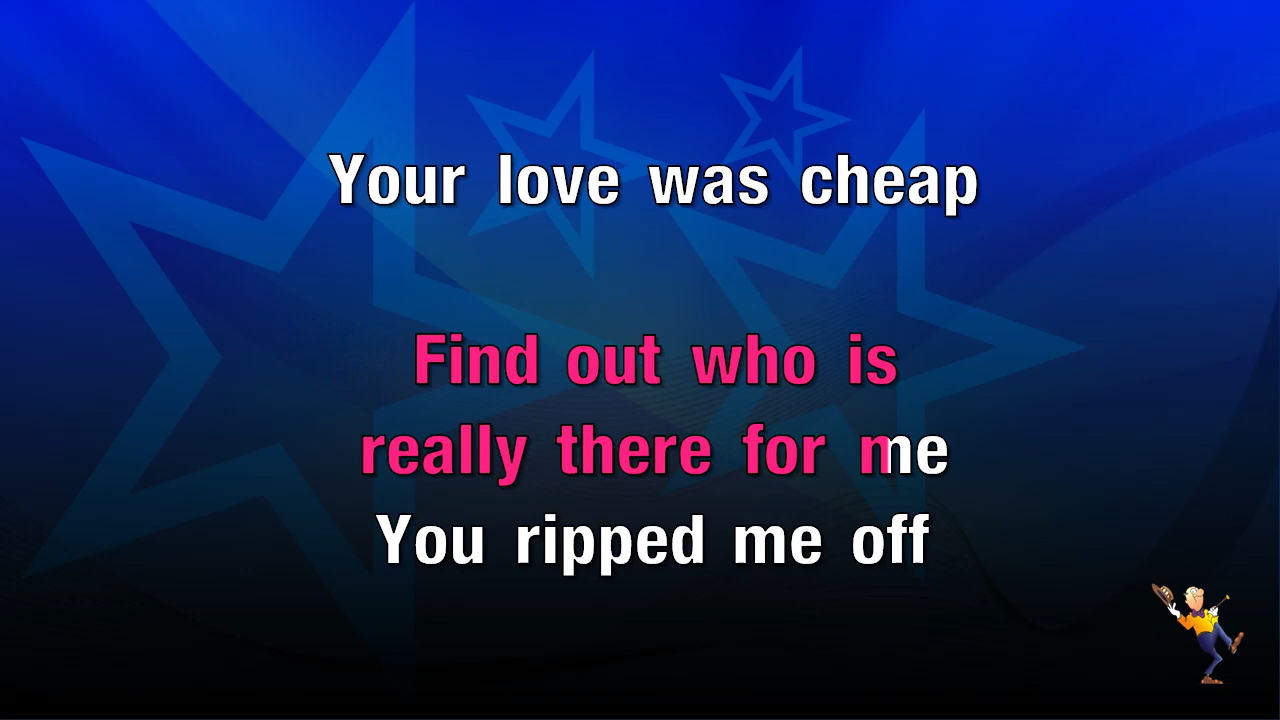 Your love was cheap
Find out who is
really there for me
You ripped me off